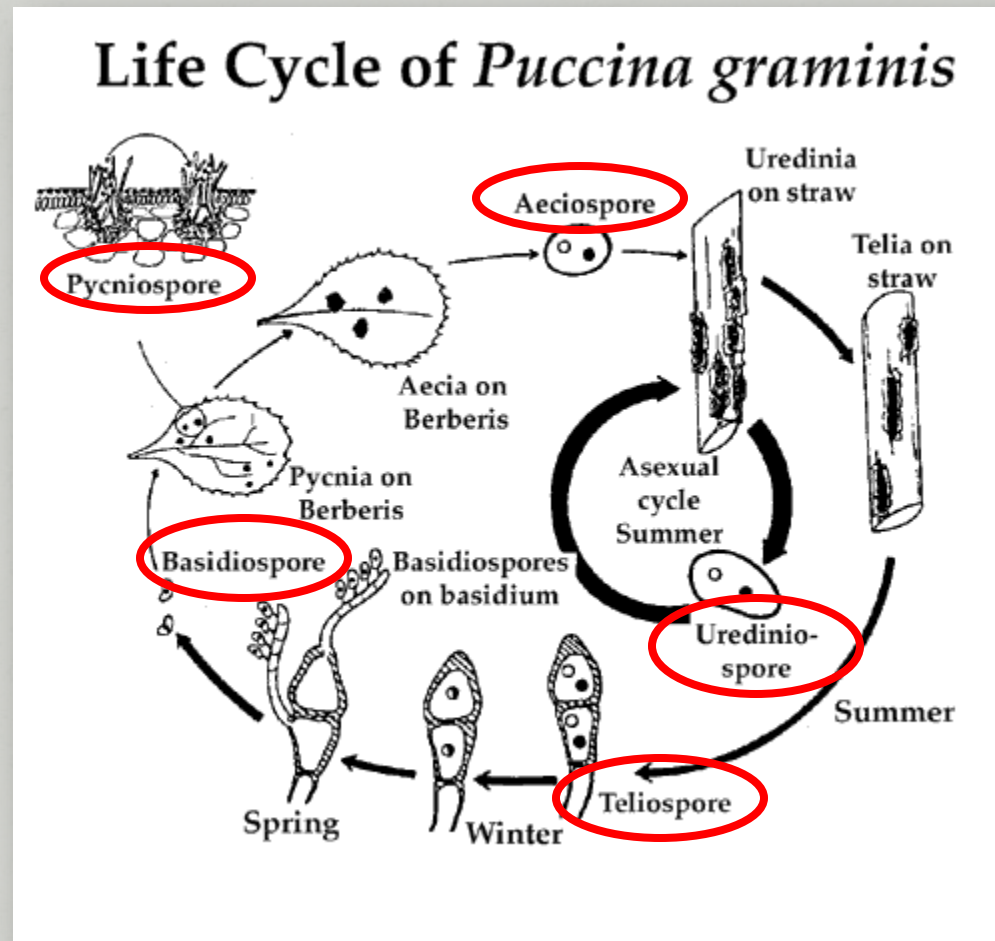 Life Cycle of Puccina graminis
Uredinia
on straw
Aeciospore
Telia on
straw
Pycniospore
Aecia on
Berberis
Pycnia on
Berberis
Asexual
cycle
Summer
Basidiospore
Basidiospores
on basidium
Uredinio-
spore
Summer
Teliospore
Spring
Winter